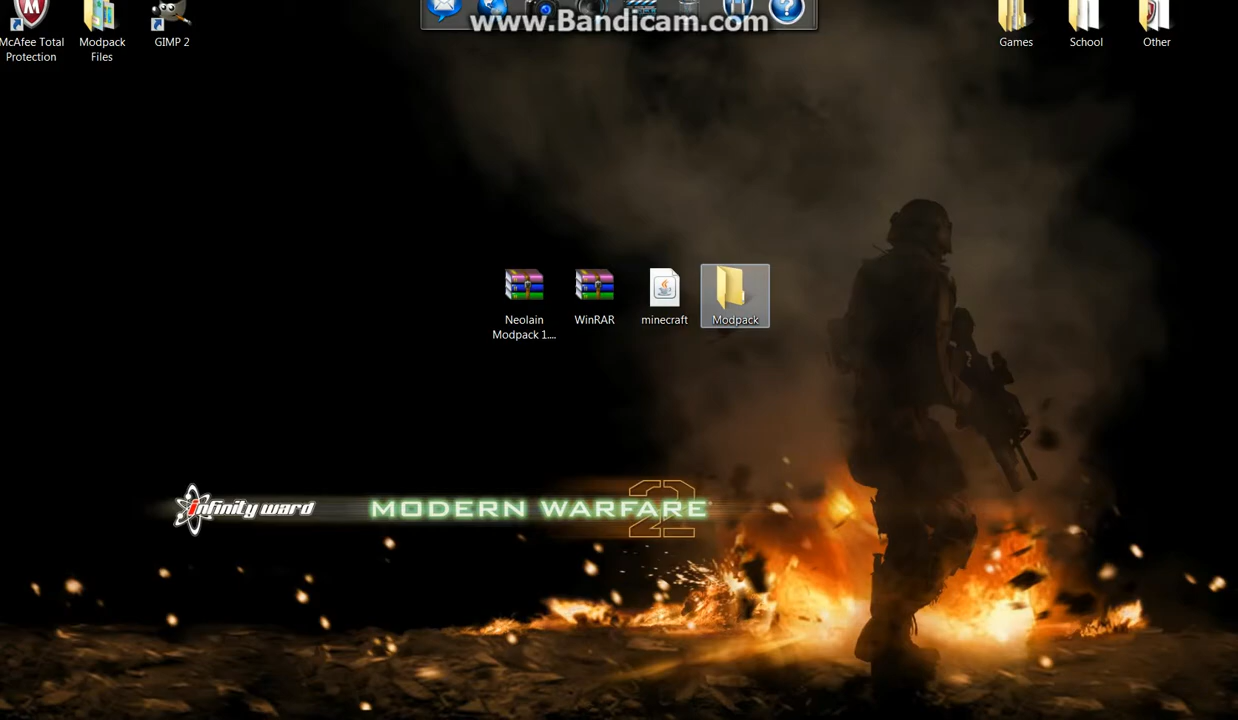 www.Bandicam.com
McAfee Total
Protection
Modpack
Files
GIMP 2
Games
School
Other
Neolain
Modpack 1....
WinRAR
minecraft
Modpack
infinity ward
MODERN WARFARE
2